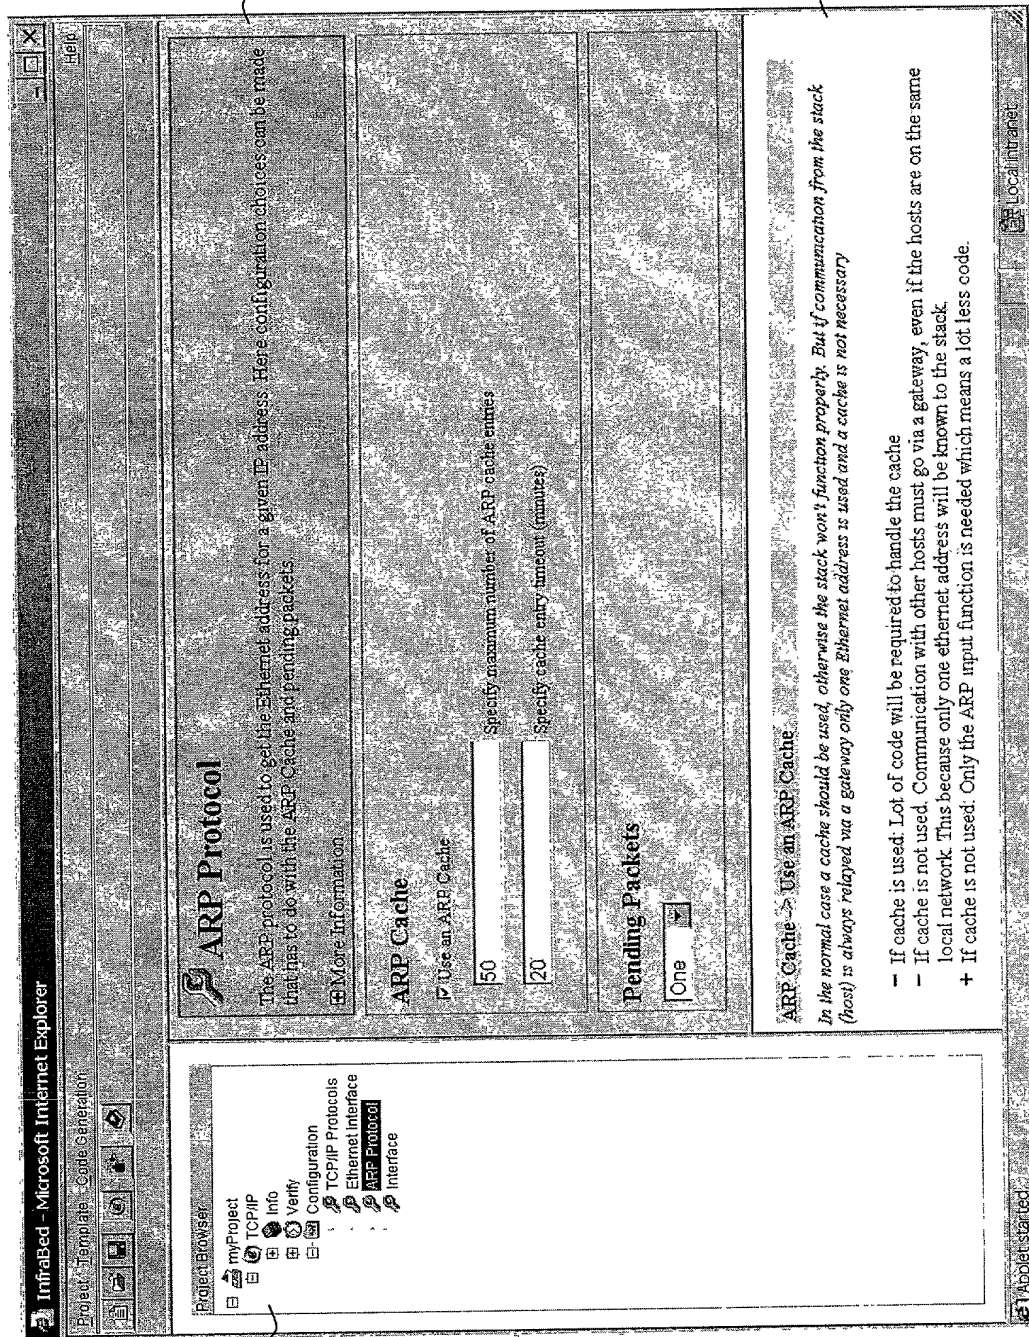 InfraBed - Microsoft Internet Explorer
Project Template Code Generation Help
Project Browser
myProject
TCP/IP
Info
Verify
Configuration
TCP/IP Protocols
Ethernet Interface
ARP Protocol
Interface
ARP Protocol
The ARP protocol is used to get the Ethernet address for a given IP address. Here configuration choices can be made
that has to do with the ARP Cache and pending packets.
More Information
ARP Cache
Use an ARP Cache
50 Specify maximum number of ARP cache entries
20 Specify cache entry timeout (minutes)
Pending Packets
One
ARP Cache -> Use an ARP Cache
In the normal case a cache should be used, otherwise the stack won't function properly. But if communication from the stack
(host) is always relayed via a gateway only one Ethernet address is used and a cache is not necessary
– If cache is used: Lot of code will be required to handle the cache
– If cache is not used: Communication with other hosts must go via a gateway, even if the hosts are on the same
local network. This because only one ethernet address will be known to the stack.
+ If cache is not used: Only the ARP input function is needed which means a lot less code.
Applet started.
Local intranet